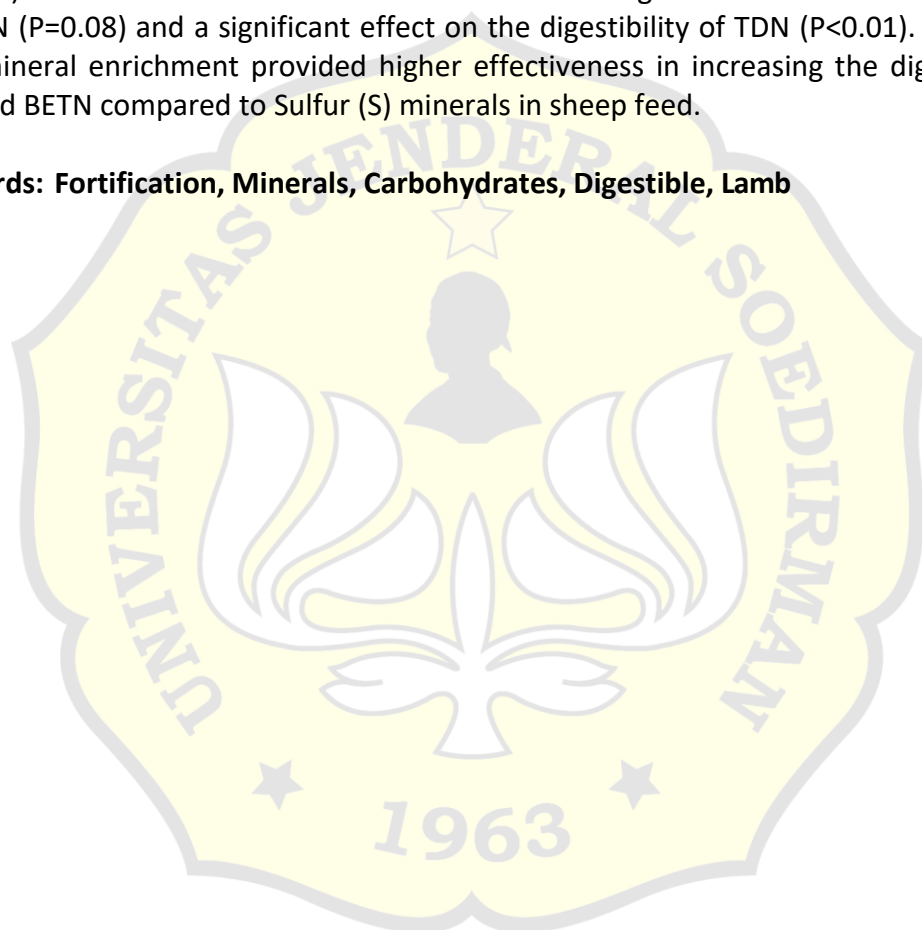 N (P=0.08) and a significant effect on the digestibility of TDN (P<0.01).
mineral enrichment provided higher effectiveness in increasing the dig
d BETN compared to Sulfur (S) minerals in sheep feed.
rds: Fortification, Minerals, Carbohydrates, Digestible, Lamb
UNIVERSITAS JENDERAL SOEDIRMAN
1963